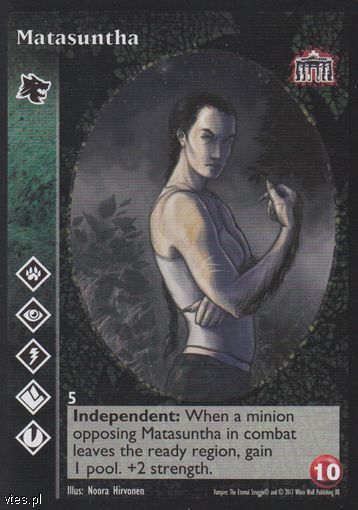 Matasuntha
5
Independent: When a minion
opposing Matasuntha in combat
leaves the ready region, gain
1 pool. +2 strength.
10
Illus: Noora Hirvonen
Vampire: The Eternal Struggle® and © 2017 White Wolf Publishing AB
vtes.pl